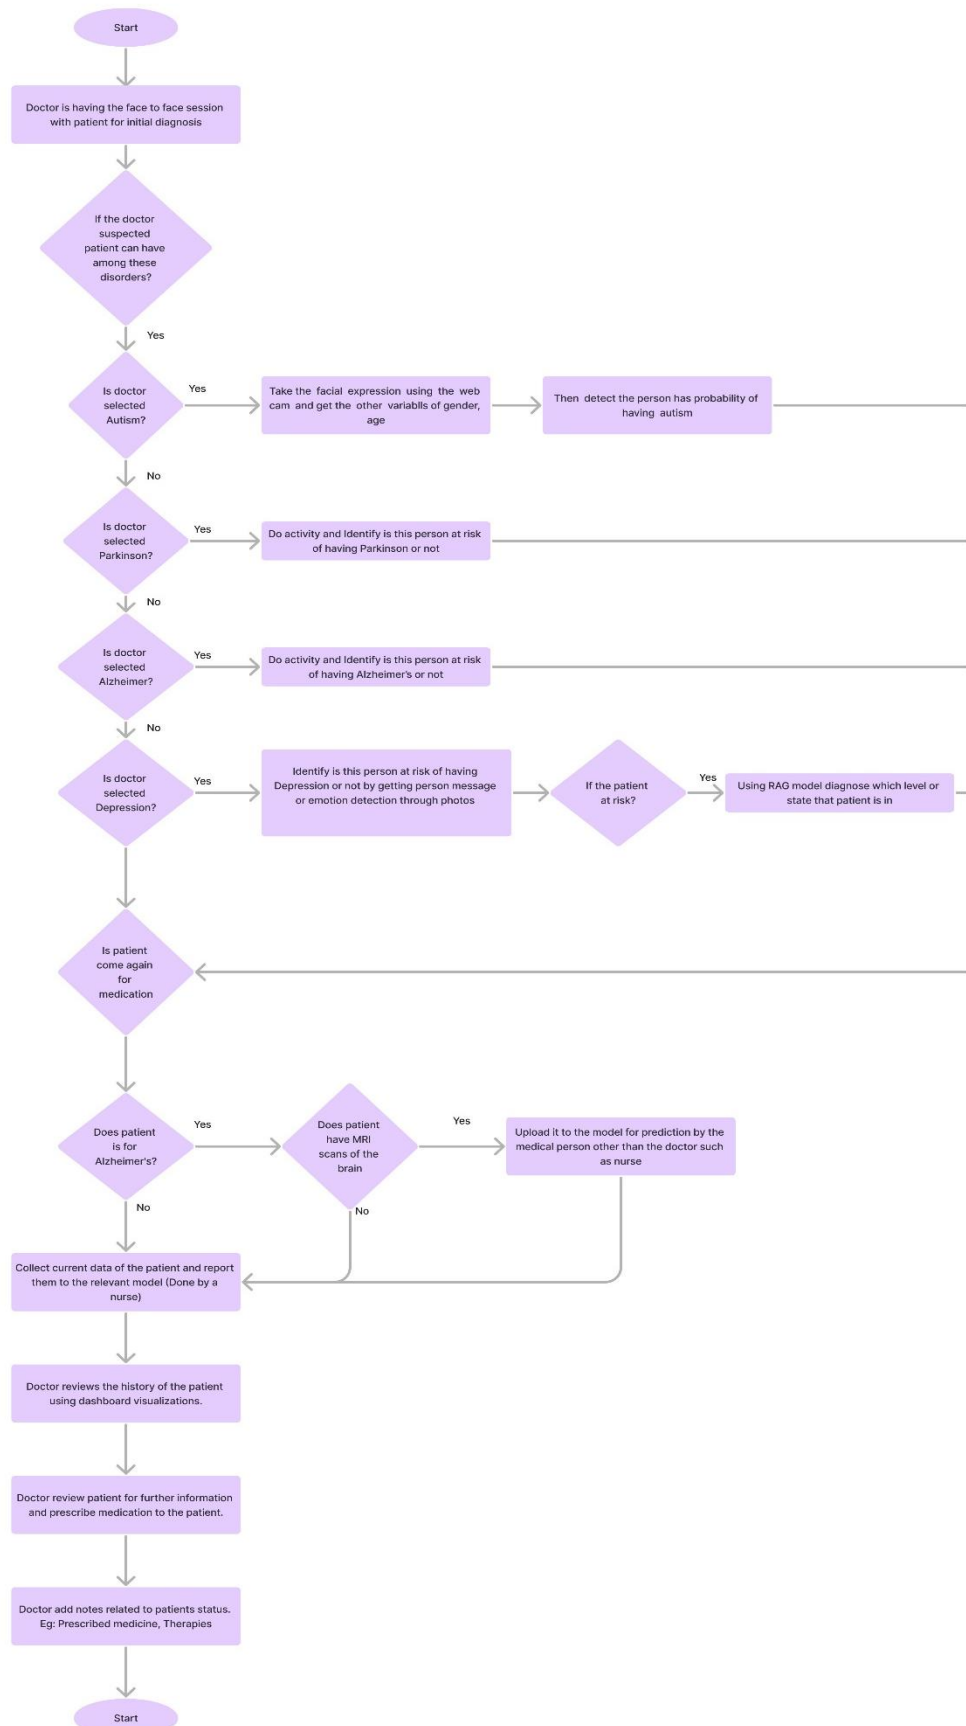 Start
Doctor is having the face to face session
with patient for initial diagnosis
If the doctor
suspected
patient can have
among these
disorders?
Yes
Is doctor
selected
Autism?
Yes
Take the facial expression using the web
cam and get the other variablls of gender,
age
Then detect the person has probability of
having autism
No
Is doctor
selected
Parkinson?
Yes
Do activity and Identify is this person at risk
of having Parkinson or not
No
Is doctor
selected
Alzheimer?
Yes
Do activity and Identify is this person at risk
of having Alzheimer's or not
No
Is doctor
selected
Depression?
Yes
Identify is this person at risk of having
Depression or not by getting person message
or emotion detection through photos
If the patient
at risk?
Yes
Using RAG model diagnose which level or
state that patient is in
Is patient
come again
for
medication
Does patient
is for
Alzheimer's?
Yes
Does patient
have MRI
scans of the
brain
Yes
Upload it to the model for prediction by the
medical person other than the doctor such
as nurse
No
No
Collect current data of the patient and report
them to the relevant model (Done by a
nurse)
Doctor reviews the history of the patient
using dashboard visualizations.
Doctor review patient for further information
and prescribe medication to the patient.
Doctor add notes related to patients status.
Eg: Prescribed medicine, Therapies
Start